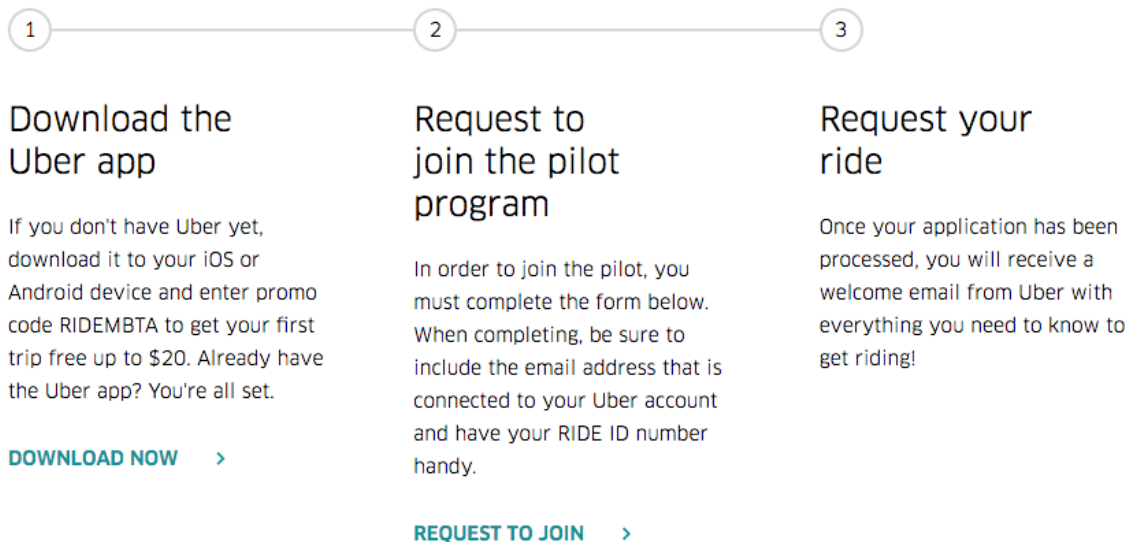 1
2
3
Download the
Uber app
If you don't have Uber yet,
download it to your iOS or
Android device and enter promo
code RIDEMBTA to get your first
trip free up to $20. Already have
the Uber app? You're all set.
DOWNLOAD NOW >
Request to
join the pilot
program
In order to join the pilot, you
must complete the form below.
When completing, be sure to
include the email address that is
connected to your Uber account
and have your RIDE ID number
handy.
REQUEST TO JOIN >
Request your
ride
Once your application has been
processed, you will receive a
welcome email from Uber with
everything you need to know to
get riding!